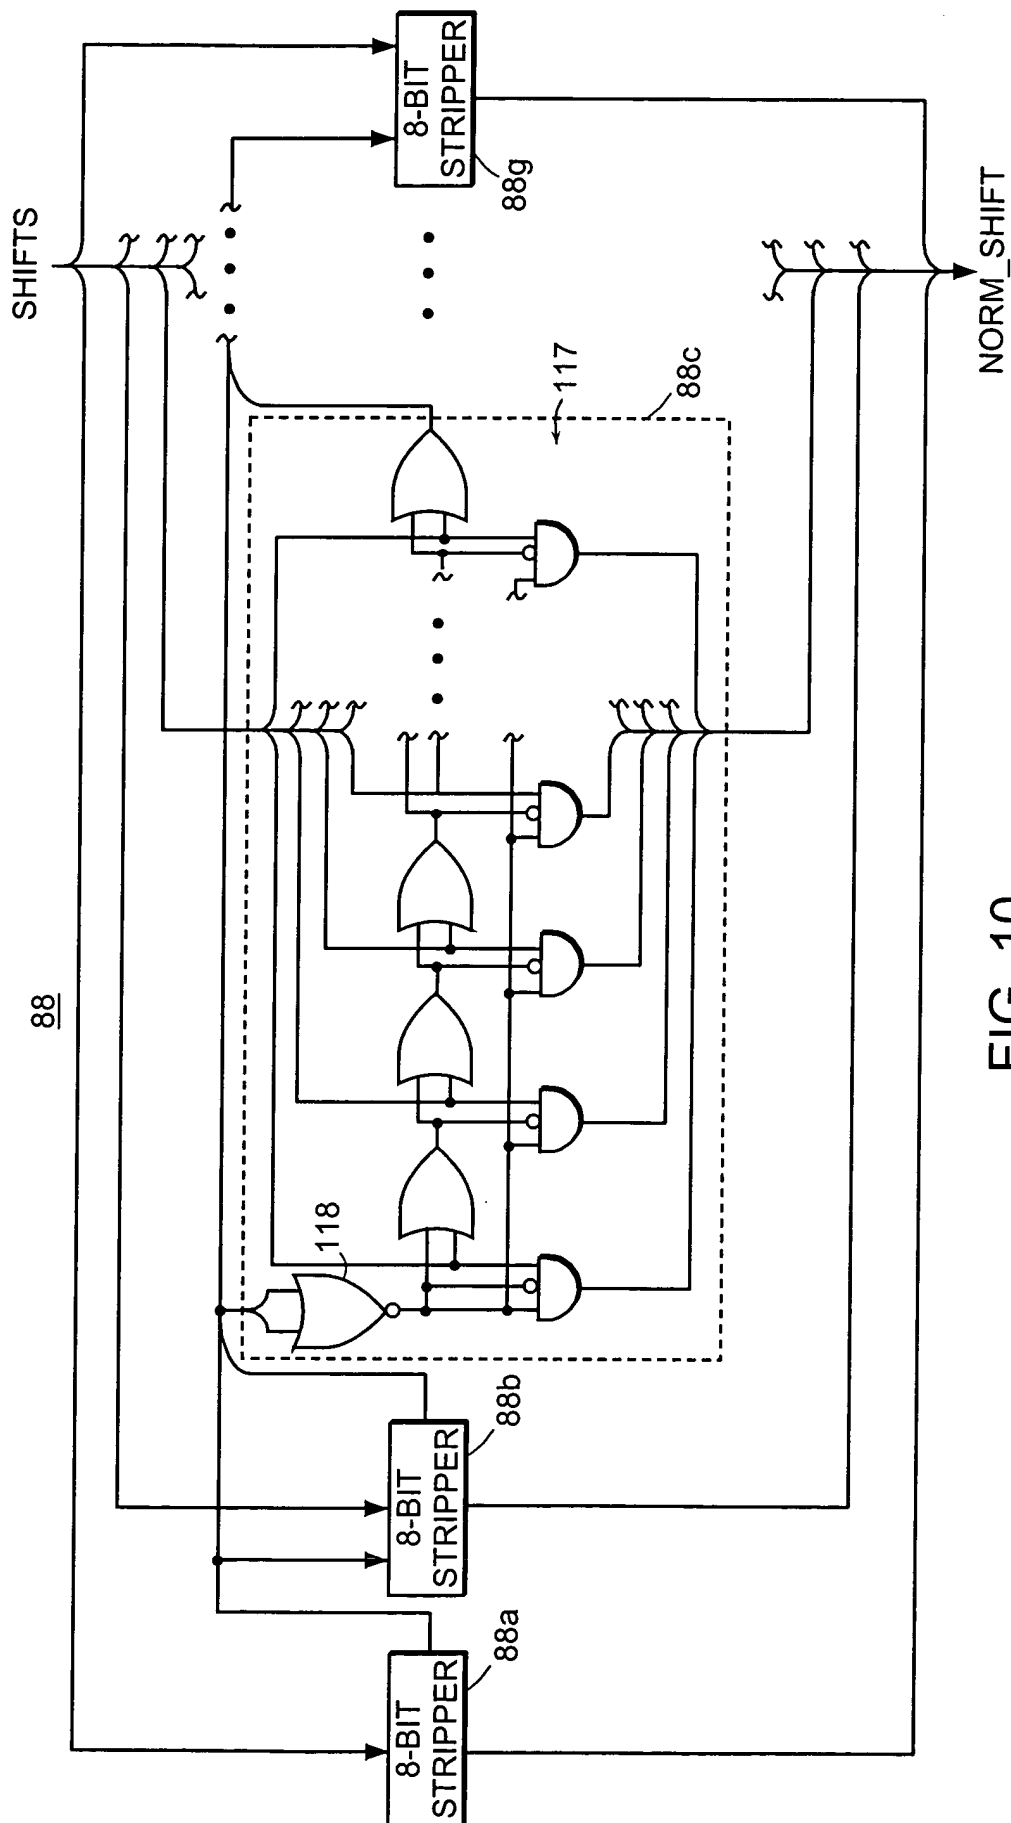 SHIFTS
88
8-BIT
STRIPPER
88a
8-BIT
STRIPPER
88b
118
117
88c
8-BIT
STRIPPER
88g
NORM_SHIFT
FIG. 10